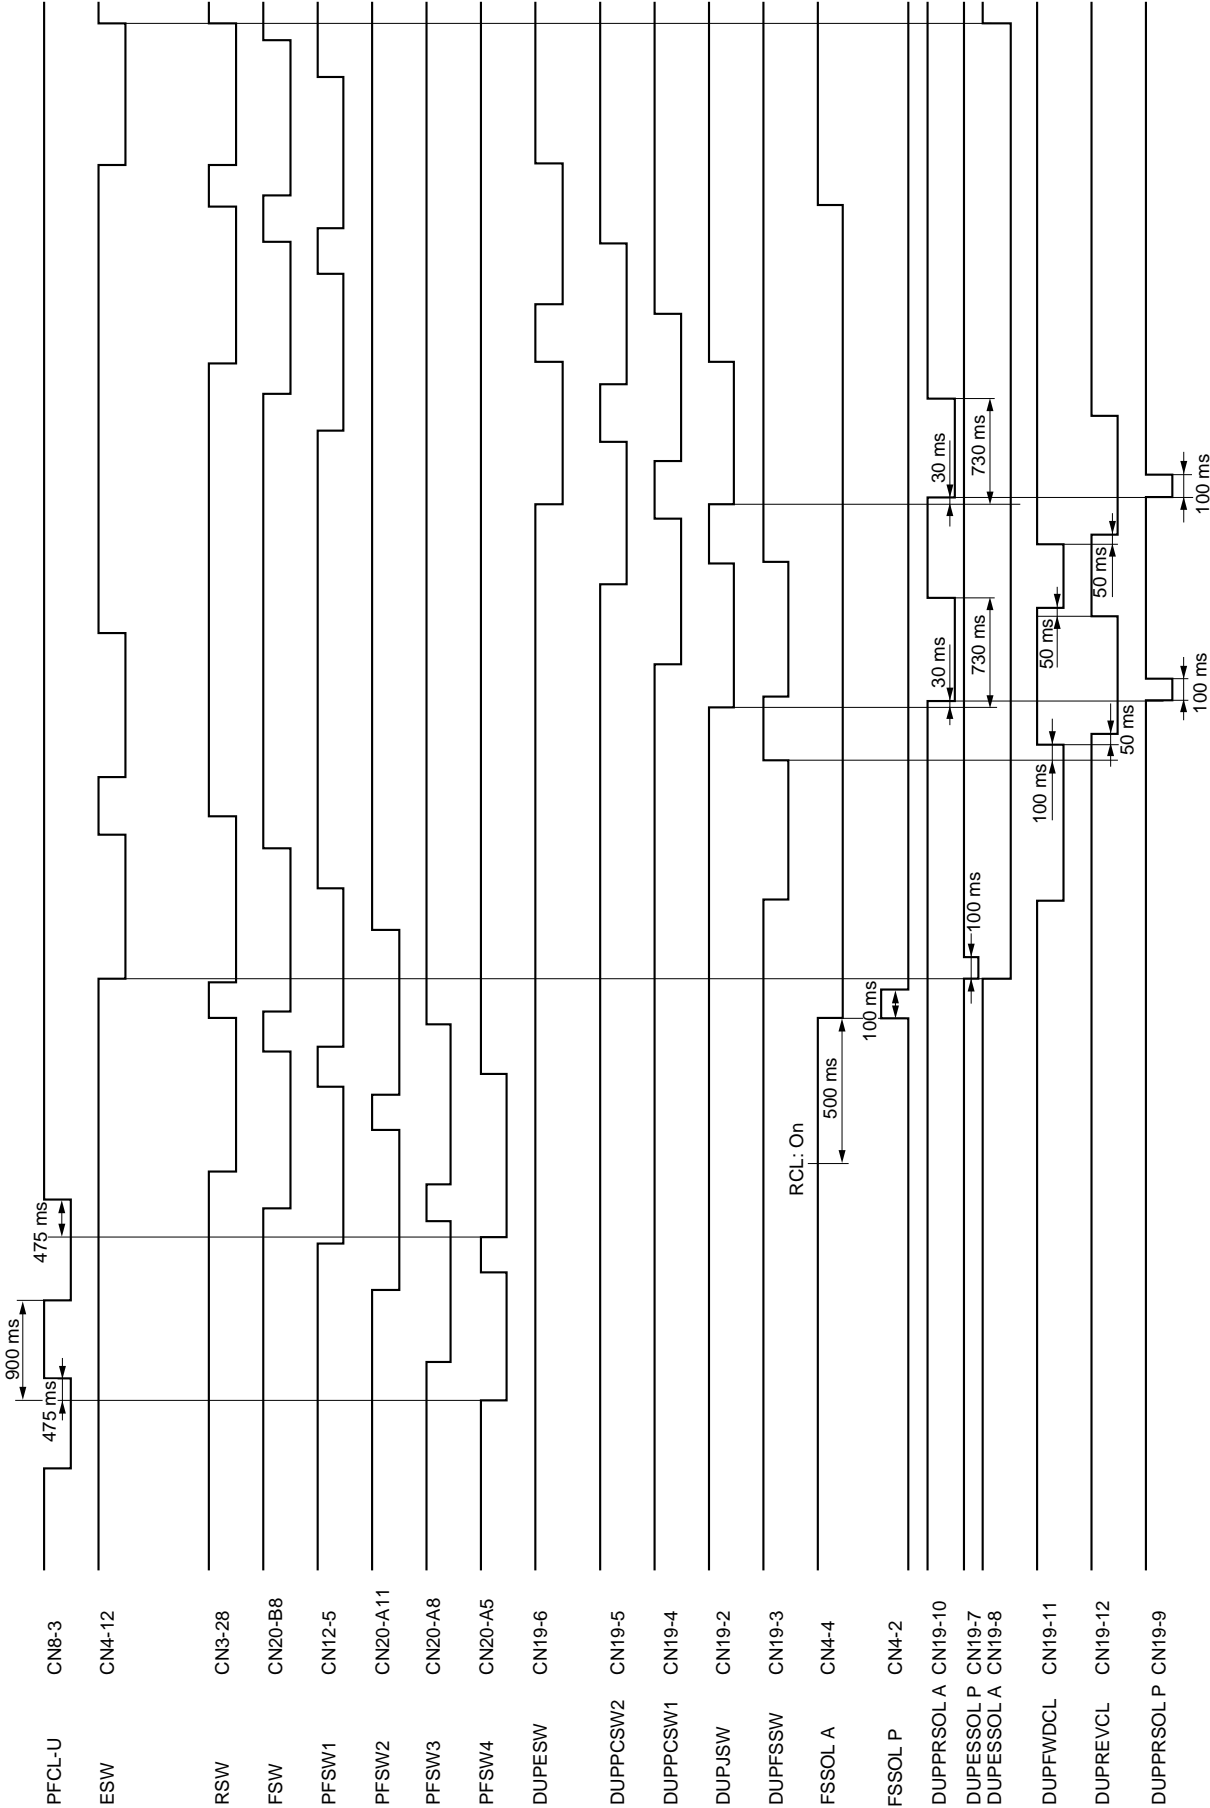 PFCL-U CN8-3
ESW CN4-12
RSW CN3-28
FSW CN20-B8
PFSW1 CN12-5
PFSW2 CN20-A11
PFSW3 CN20-A8
PFSW4 CN20-A5
DUPESW CN19-6
DUPPCSW2 CN19-5
DUPPCSW1 CN19-4
DUPJSW CN19-2
DUPFSSW CN19-3
FSSOL A CN4-4
FSSOL P CN4-2
DUPPRSOL A CN19-10
DUPESSOL P CN19-7
DUPESSOL A CN19-8
DUPFWDCL CN19-11
DUPREVCL CN19-12
DUPPRSOL P CN19-9
900 ms
475 ms
475 ms
RCL: On
500 ms
100 ms
100 ms
30 ms
730 ms
30 ms
730 ms
100 ms
50 ms
50 ms
50 ms
100 ms
100 ms